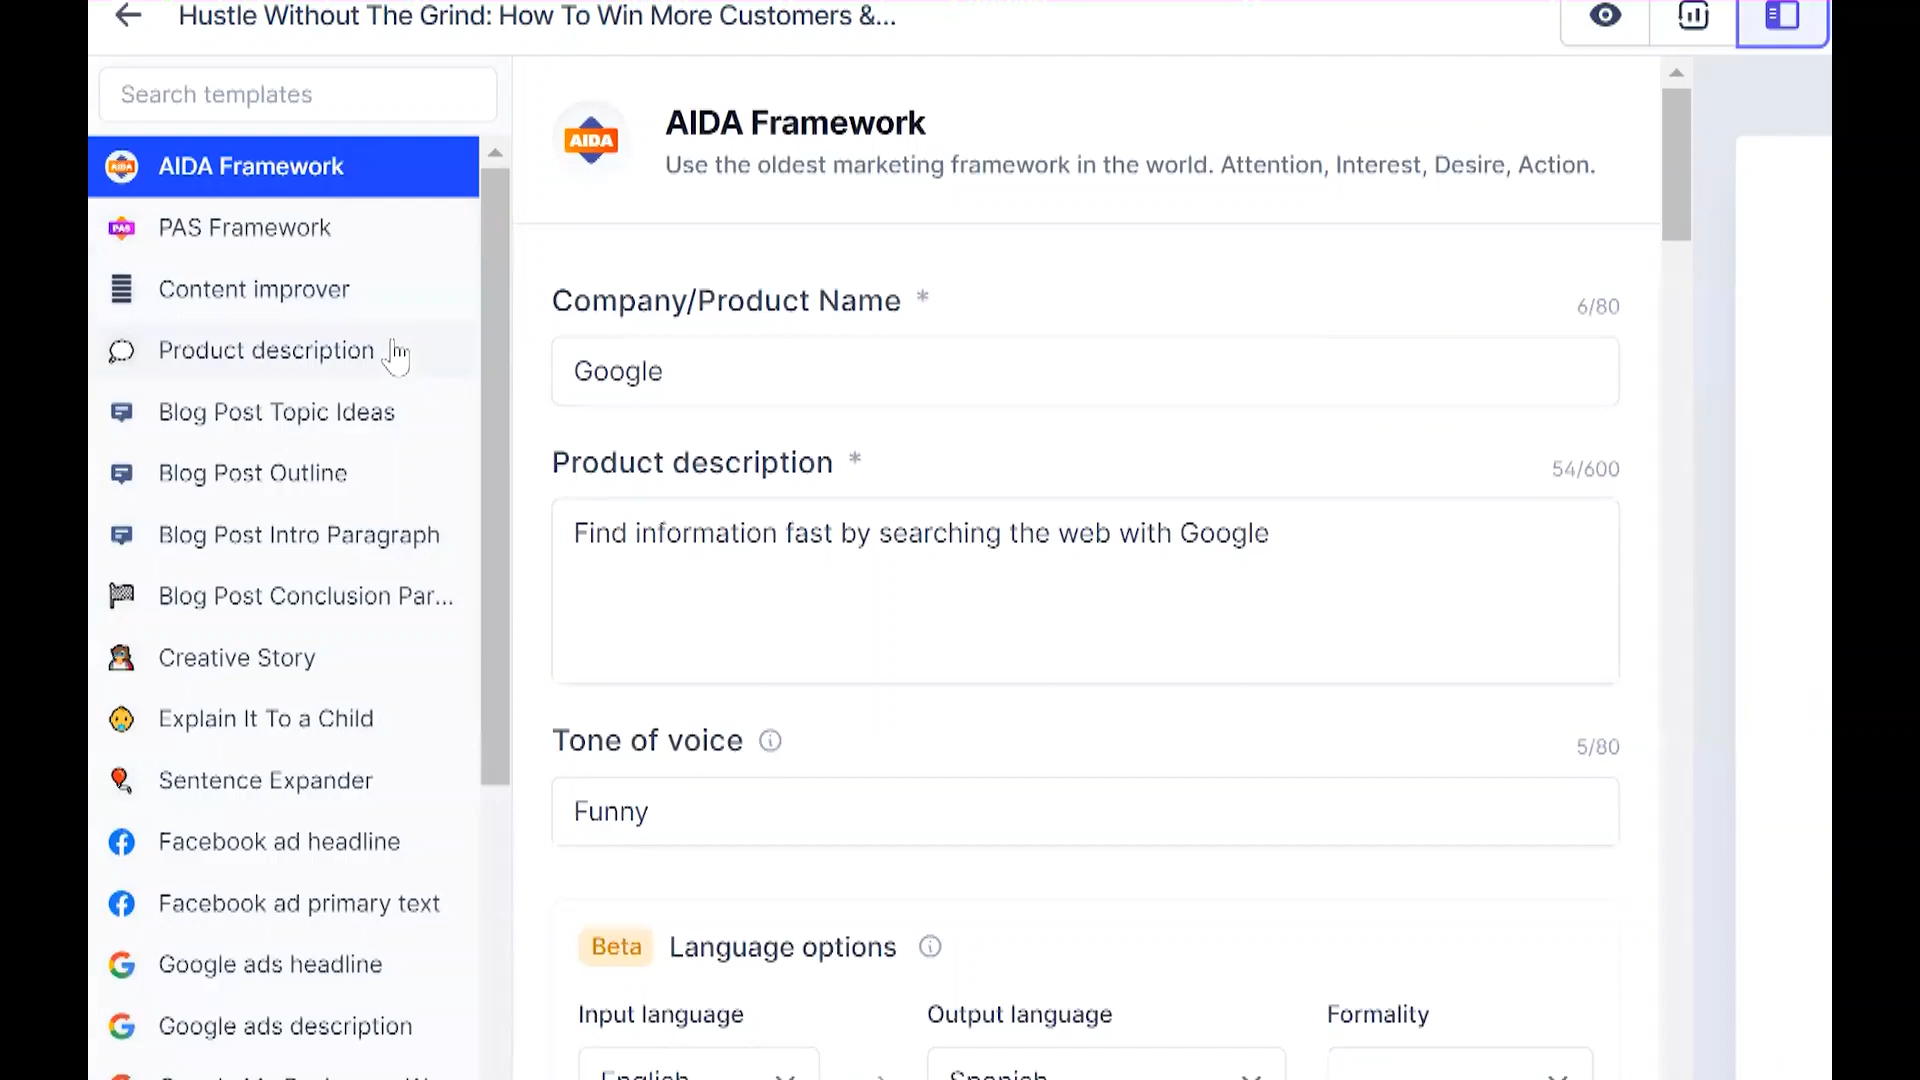 Hustle Without The Grind: How To Win More Customers &...
Search templates
AIDA Framework
PAS Framework
Content improver
Product description
Blog Post Topic Ideas
Blog Post Outline
Blog Post Intro Paragraph
Blog Post Conclusion Par...
Creative Story
Explain It To a Child
Sentence Expander
Facebook ad headline
Facebook ad primary text
Google ads headline
Google ads description
AIDA
AIDA Framework
Use the oldest marketing framework in the world. Attention, Interest, Desire, Action.
Company/Product Name *
6/80
Google
Product description *
54/600
Find information fast by searching the web with Google
Tone of voice
5/80
Funny
Beta Language options
Input language Output language Formality
English Spanish